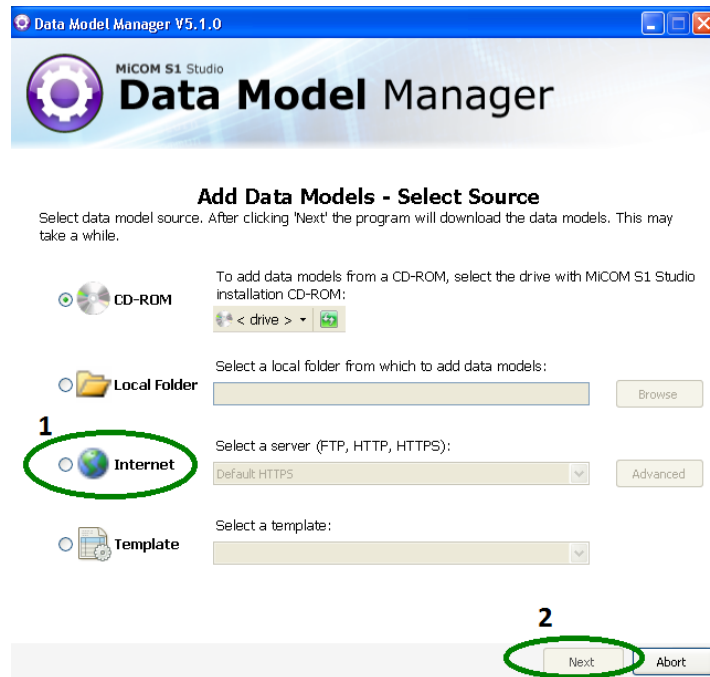 Data Model Manager V5.1.0
MiCOM S1 Studio
Data Model Manager
Add Data Models - Select Source
Select data model source. After clicking 'Next' the program will download the data models. This may
take a while.
To add data models from a CD-ROM, select the drive with MiCOM S1 Studio
installation CD-ROM:
CD-ROM
< drive >
Select a local folder from which to add data models:
Local Folder
Browse
1
Select a server (FTP, HTTP, HTTPS):
Internet
Default HTTPS
Advanced
Select a template:
Template
2
Next
Abort